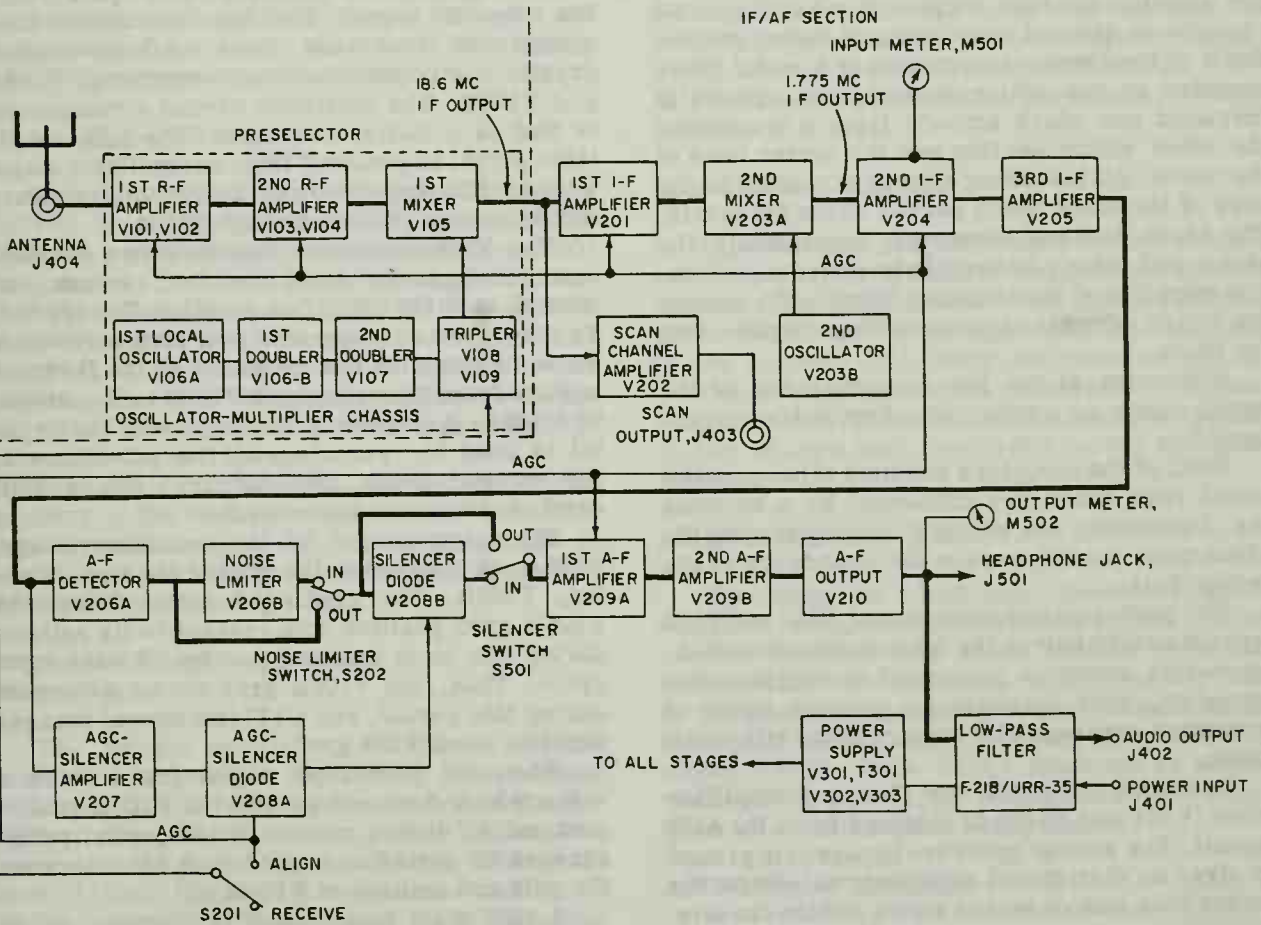 IF/AF SECTION
INPUT METER, M501
18.6 MC
I F OUTPUT
1.775 MC
I F OUTPUT
PRESELECTOR
1ST R-F
AMPLIFIER
V101, V102
2ND R-F
AMPLIFIER
V103, V104
1ST
MIXER
V105
1ST I-F
AMPLIFIER
V201
2ND
MIXER
V203A
2ND I-F
AMPLIFIER
V204
3RD I-F
AMPLIFIER
V205
ANTENNA
J404
AGC
1ST LOCAL
OSCILLATOR
V106A
1ST
DOUBLER
V106-B
2ND
DOUBLER
V107
TRIPLER
V108
V109
SCAN
CHANNEL
AMPLIFIER
V202
2ND
OSCILLATOR
V203B
OSCILLATOR-MULTIPLIER CHASSIS
SCAN
OUTPUT, J403
AGC
OUTPUT METER,
M502
A-F
DETECTOR
V206A
NOISE
LIMITER
V206B
IN
OUT
SILENCER
DIODE
V208B
OUT
IN
1ST A-F
AMPLIFIER
V209A
2ND A-F
AMPLIFIER
V209B
A-F
OUTPUT
V210
HEADPHONE JACK,
J501
NOISE LIMITER
SWITCH, S202
SILENCER
SWITCH
S501
AGC-
SILENCER
AMPLIFIER
V207
AGC-
SILENCER
DIODE
V208A
TO ALL STAGES
POWER
SUPPLY
V301, T301
V302, V303
LOW-PASS
FILTER
F-218/URR-35
AUDIO OUTPUT
J402
POWER INPUT
J401
AGC
ALIGN
S201 RECEIVE